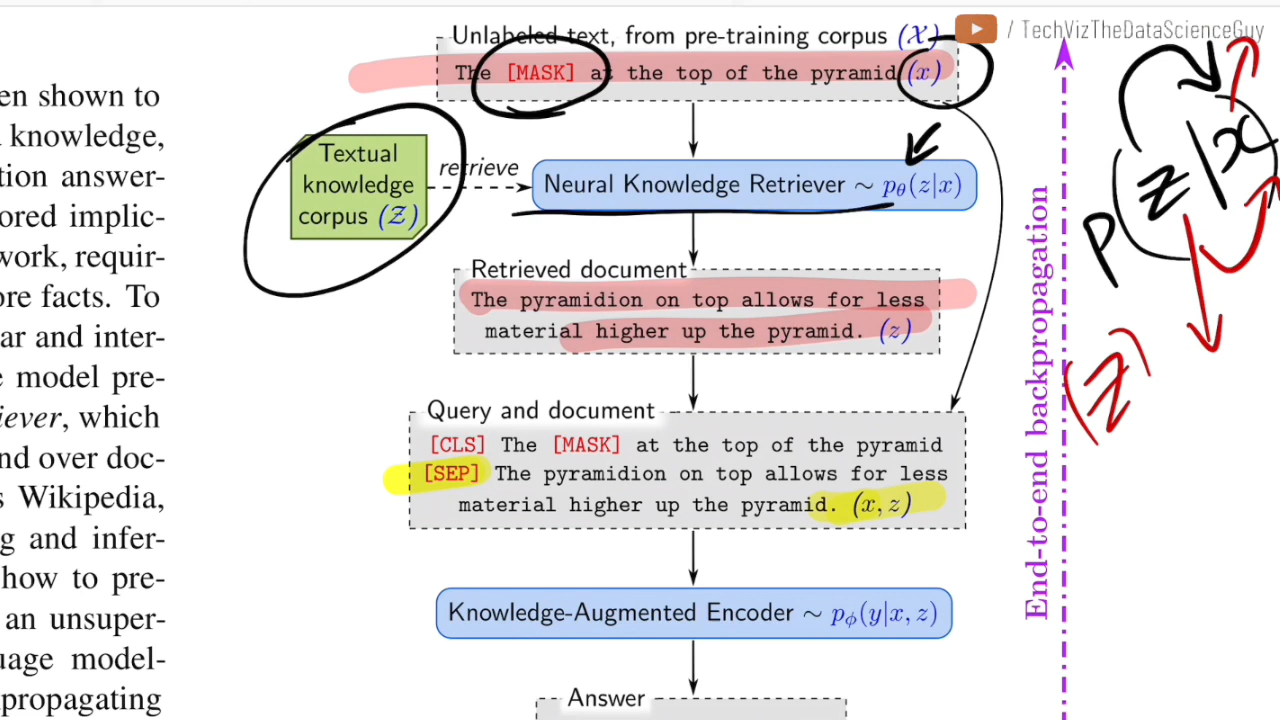 / TechVizTheDataScienceGuy
en shown to
knowledge,
tion answer-
ored implic-
work, requir-
ore facts. To
ar and inter-
e model pre-
iever, which
nd over doc-
s Wikipedia,
g and infer-
how to pre-
an unsuper-
uage model-
propagating
Unlabeled text, from pre-training corpus (𝒳)
The [MASK] at the top of the pyramid (x)
Textual
knowledge
corpus (𝒵)
retrieve
Neural Knowledge Retriever ~ pθ(z|x)
Retrieved document
The pyramidion on top allows for less
material higher up the pyramid. (z)
Query and document
[CLS] The [MASK] at the top of the pyramid
[SEP] The pyramidion on top allows for less
material higher up the pyramid. (x, z)
Knowledge-Augmented Encoder ~ pϕ(y|x, z)
Answer
End-to-end backpropagation
p(z|x)
(z)